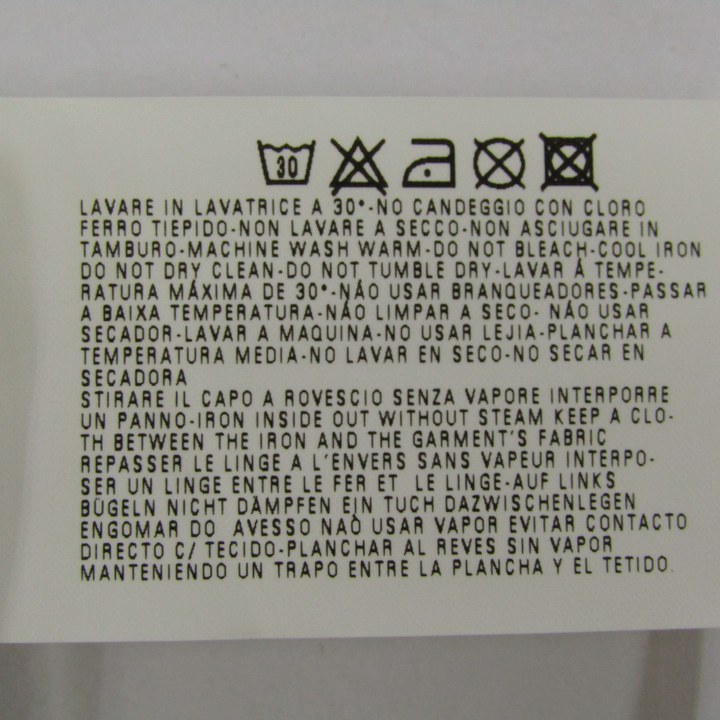 30
LAVARE IN LAVATRICE A 30°-NO CANDEGGIO CON CLORO
FERRO TIEPIDO-NON LAVARE A SECCO-NON ASCIUGARE IN
TAMBURO-MACHINE WASH WARM-DO NOT BLEACH-COOL IRON
DO NOT DRY CLEAN-DO NOT TUMBLE DRY-LAVAR Á TEMPE-
RATURA MÁXIMA DE 30°-NÁO USAR BRANQUEADORES-PASSAR
A BAIXA TEMPERATURA-NÁO LIMPAR A SECO- NÁO USAR
SECADOR-LAVAR A MAQUINA-NO USAR LEJIA-PLANCHAR A
TEMPERATURA MEDIA-NO LAVAR EN SECO-NO SECAR EN
SECADORA
STIRARE IL CAPO A ROVESCIO SENZA VAPORE INTERPORRE
UN PANNO-IRON INSIDE OUT WITHOUT STEAM KEEP A CLO-
TH BETWEEN THE IRON AND THE GARMENT'S FABRIC
REPASSER LE LINGE A L'ENVERS SANS VAPEUR INTERPO-
SER UN LINGE ENTRE LE FER ET LE LINGE-AUF LINKS
BÜGELN NICHT DÄMPFEN EIN TUCH DAZWISCHENLEGEN
ENGOMAR DO AVESSO NAÒ USAR VAPOR EVITAR CONTACTO
DIRECTO C/ TECIDO-PLANCHAR AL REVES SIN VAPOR
MANTENIENDO UN TRAPO ENTRE LA PLANCHA Y EL TETIDO.